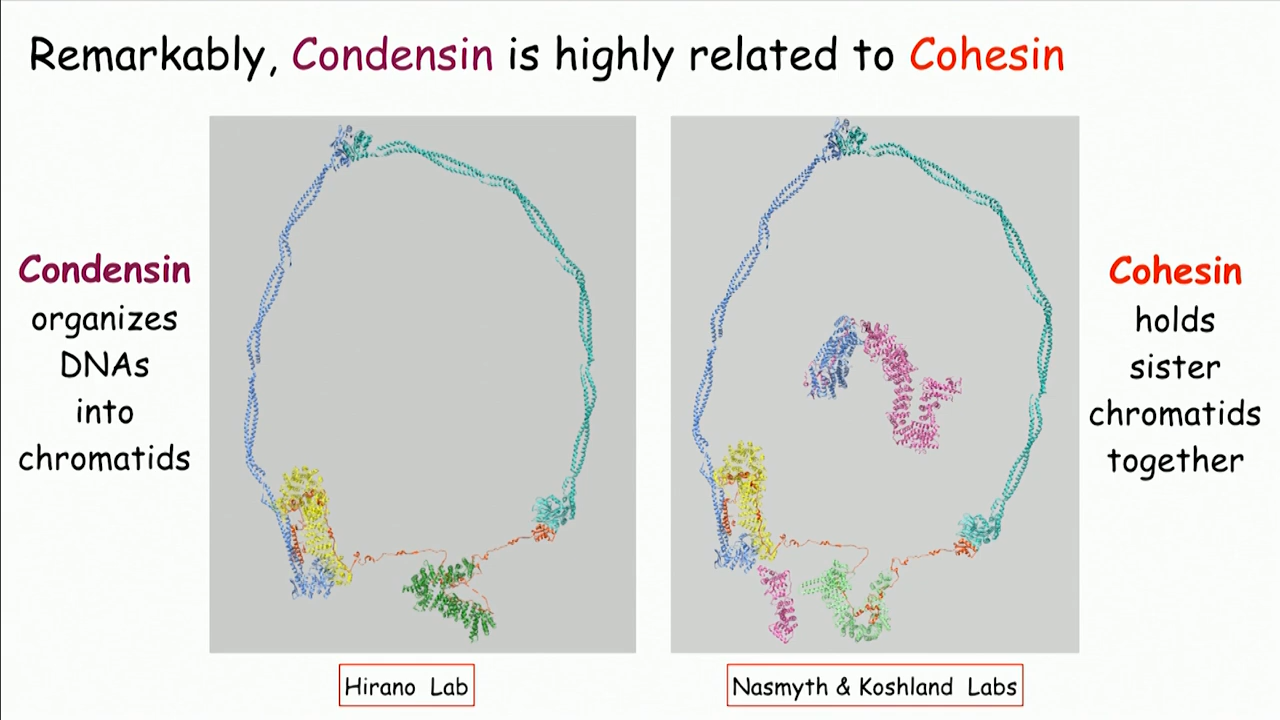 Remarkably, Condensin is highly related to Cohesin
Condensin
organizes
DNAs
into
chromatids
Cohesin
holds
sister
chromatids
together
Hirano Lab
Nasmyth & Koshland Labs